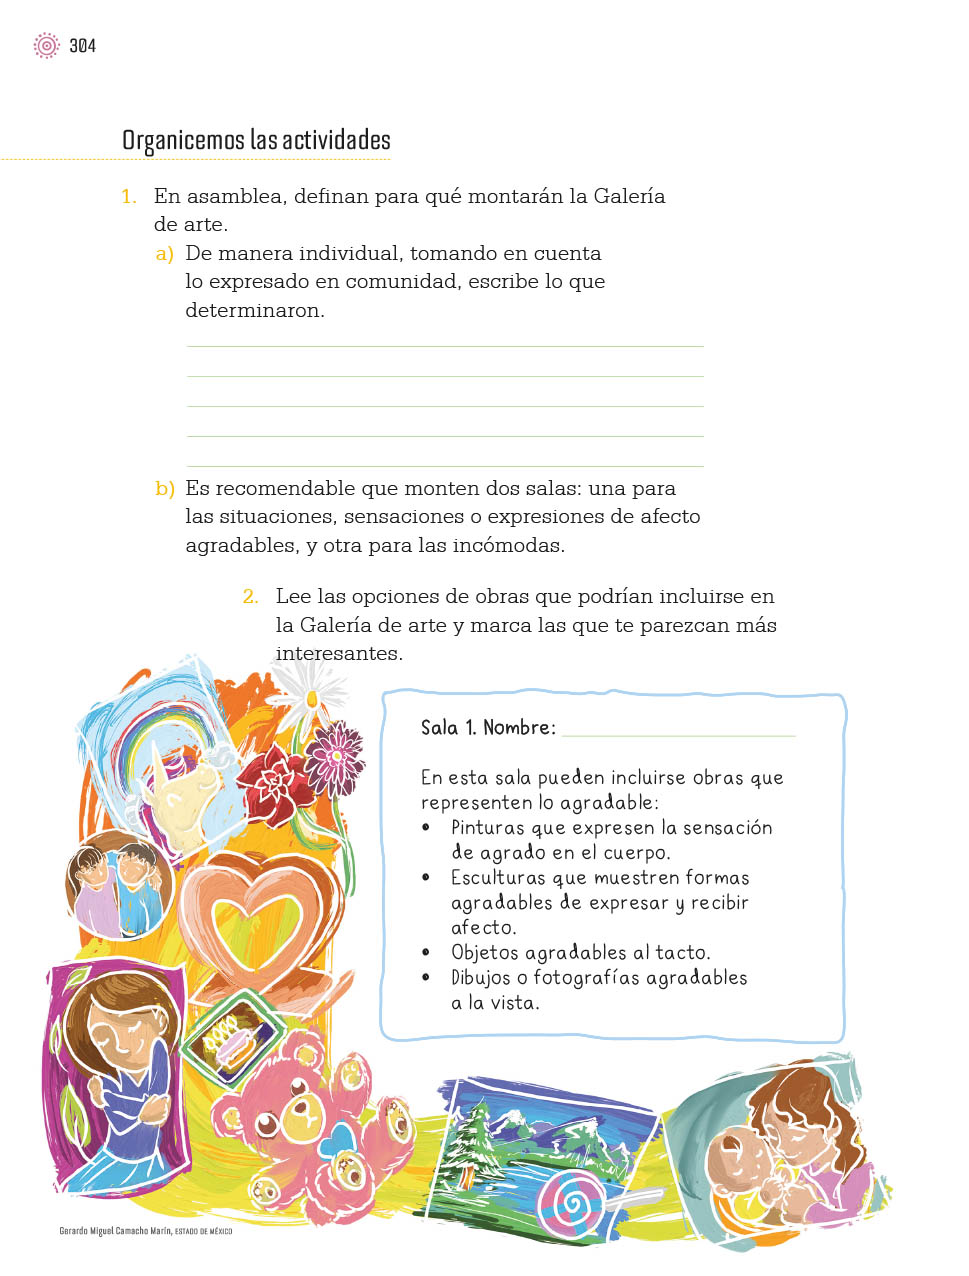 304
Organicemos las actividades
1. En asamblea, definan para qué montarán la Galería
de arte.
a) De manera individual, tomando en cuenta
lo expresado en comunidad, escribe lo que
determinaron.
b) Es recomendable que monten dos salas: una para
las situaciones, sensaciones o expresiones de afecto
agradables, y otra para las incómodas.
2. Lee las opciones de obras que podrían incluirse en
la Galería de arte y marca las que te parezcan más
interesantes.
Sala 1. Nombre:
En esta sala pueden incluirse obras que
representen lo agradable:
• Pinturas que expresen la sensación
de agrado en el cuerpo.
• Esculturas que muestren formas
agradables de expresar y recibir
afecto.
• Objetos agradables al tacto.
• Dibujos o fotografías agradables
a la vista.
Gerardo Miguel Camacho Marín, ESTADO DE MÉXICO